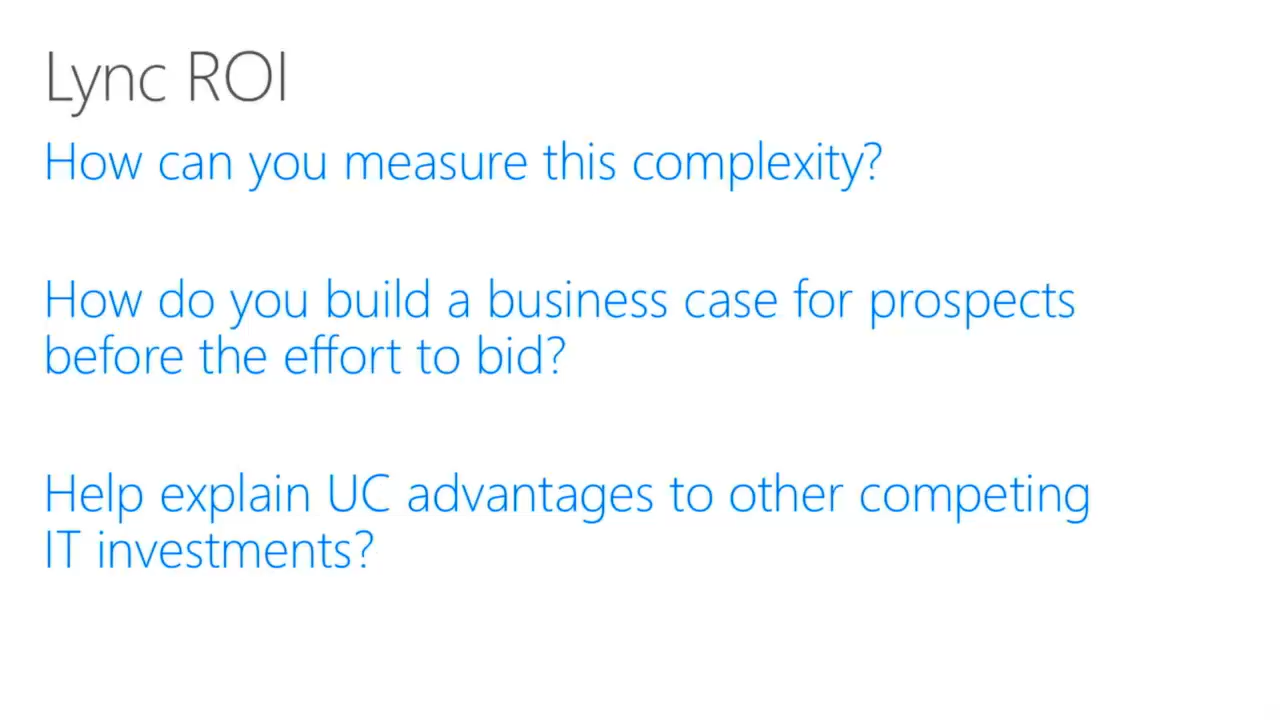 Lync ROI
How can you measure this complexity?
How do you build a business case for prospects
before the effort to bid?
Help explain UC advantages to other competing
IT investments?